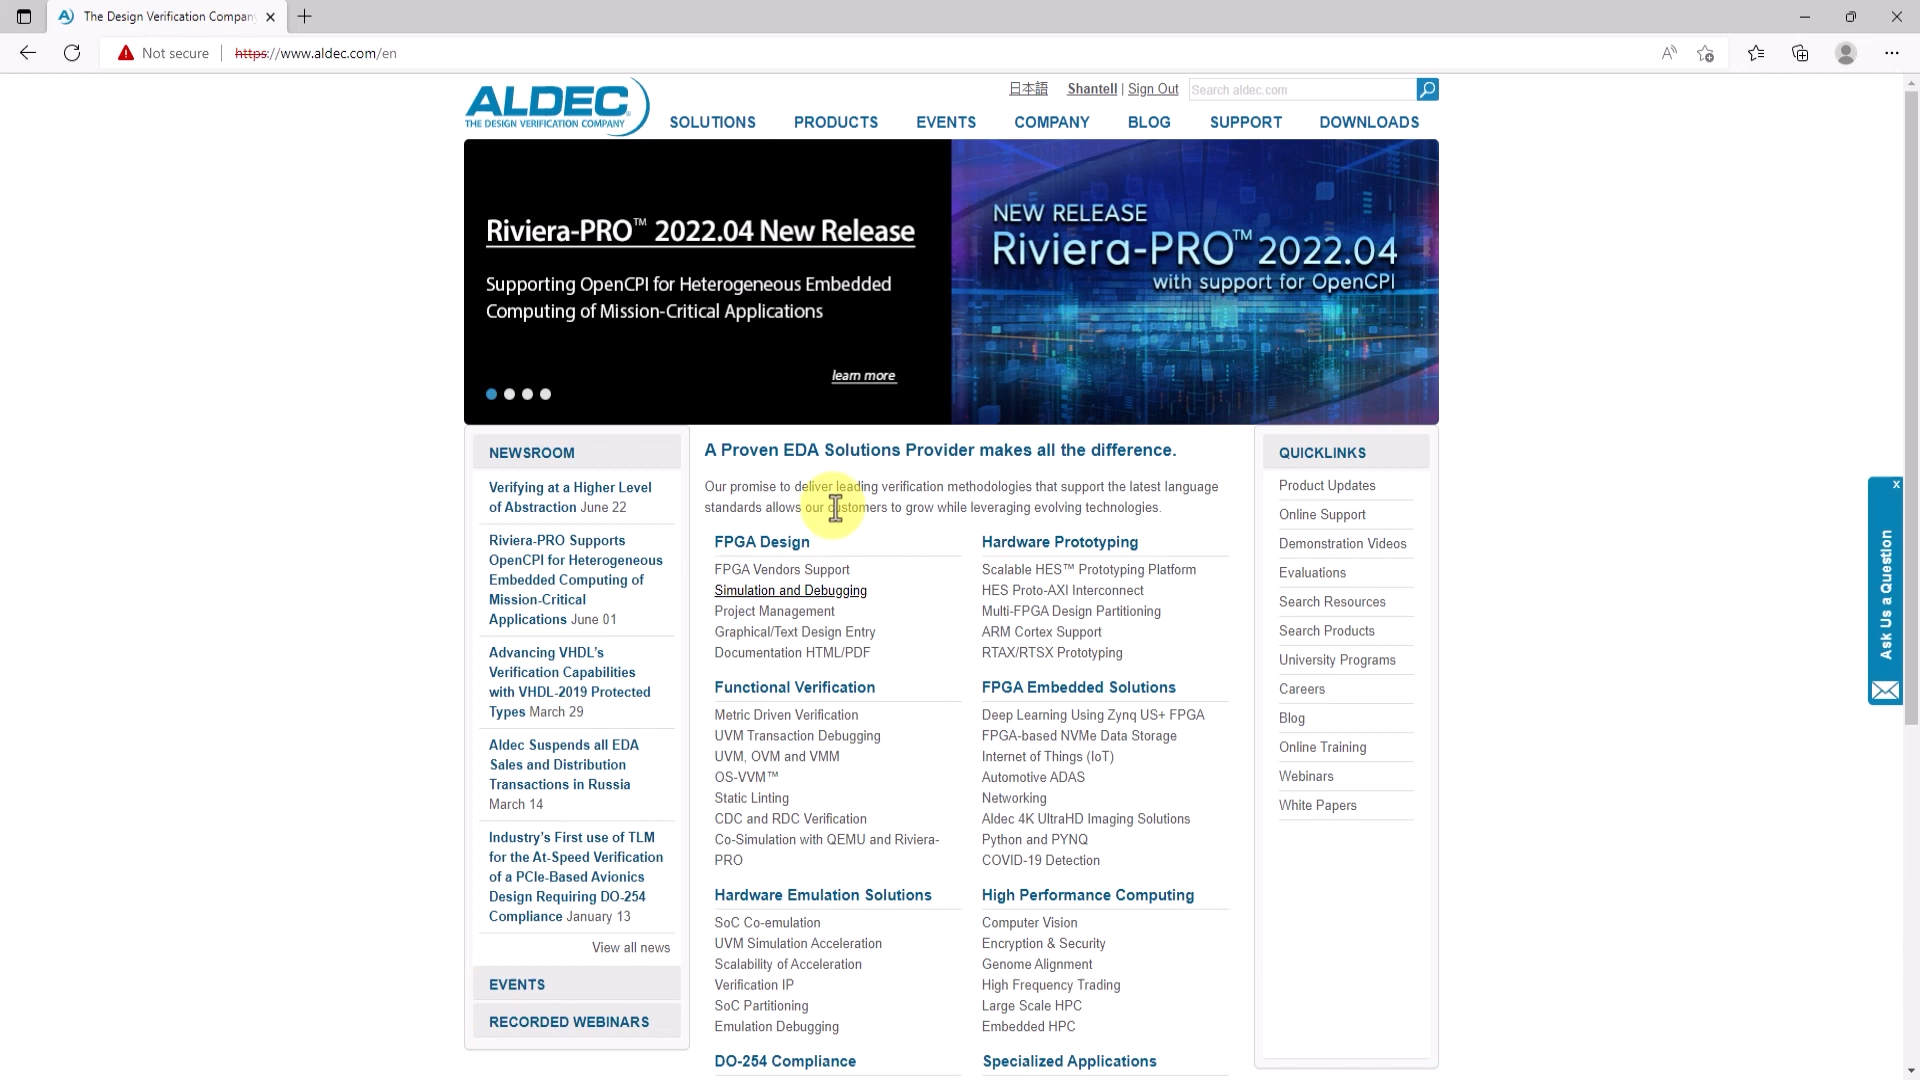 The Design Verification Compan
Not secure
https://www.aldec.com/en
ALDEC
THE DESIGN VERIFICATION COMPANY
日本語
Shantell | Sign Out
Search aldec.com
SOLUTIONS
PRODUCTS
EVENTS
COMPANY
BLOG
SUPPORT
DOWNLOADS
Riviera-PRO™ 2022.04 New Release
Supporting OpenCPI for Heterogeneous Embedded
Computing of Mission-Critical Applications
learn more
NEW RELEASE
Riviera-PRO™ 2022.04
with support for OpenCPI
NEWSROOM
Verifying at a Higher Level
of Abstraction June 22
Riviera-PRO Supports
OpenCPI for Heterogeneous
Embedded Computing of
Mission-Critical
Applications June 01
Advancing VHDL's
Verification Capabilities
with VHDL-2019 Protected
Types March 29
Aldec Suspends all EDA
Sales and Distribution
Transactions in Russia
March 14
Industry's First use of TLM
for the At-Speed Verification
of a PCIe-Based Avionics
Design Requiring DO-254
Compliance January 13
View all news
EVENTS
RECORDED WEBINARS
A Proven EDA Solutions Provider makes all the difference.
Our promise to deliver leading verification methodologies that support the latest language
standards allows our customers to grow while leveraging evolving technologies.
FPGA Design
FPGA Vendors Support
Simulation and Debugging
Project Management
Graphical/Text Design Entry
Documentation HTML/PDF
Functional Verification
Metric Driven Verification
UVM Transaction Debugging
UVM, OVM and VMM
OS-VVM™
Static Linting
CDC and RDC Verification
Co-Simulation with QEMU and Riviera-
PRO
Hardware Emulation Solutions
SoC Co-emulation
UVM Simulation Acceleration
Scalability of Acceleration
Verification IP
SoC Partitioning
Emulation Debugging
DO-254 Compliance
Hardware Prototyping
Scalable HES™ Prototyping Platform
HES Proto-AXI Interconnect
Multi-FPGA Design Partitioning
ARM Cortex Support
RTAX/RTSX Prototyping
FPGA Embedded Solutions
Deep Learning Using Zynq US+ FPGA
FPGA-based NVMe Data Storage
Internet of Things (IoT)
Automotive ADAS
Networking
Aldec 4K UltraHD Imaging Solutions
Python and PYNQ
COVID-19 Detection
High Performance Computing
Computer Vision
Encryption & Security
Genome Alignment
High Frequency Trading
Large Scale HPC
Embedded HPC
Specialized Applications
QUICKLINKS
Product Updates
Online Support
Demonstration Videos
Evaluations
Search Resources
Search Products
University Programs
Careers
Blog
Online Training
Webinars
White Papers
x
Ask Us a Question